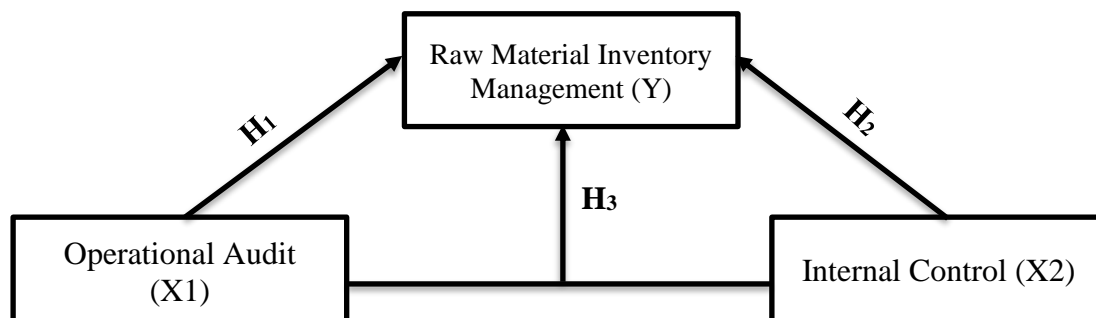 Raw Material Inventory
Management (Y)
H₁
H₂
H₃
Operational Audit
(X1)
Internal Control (X2)